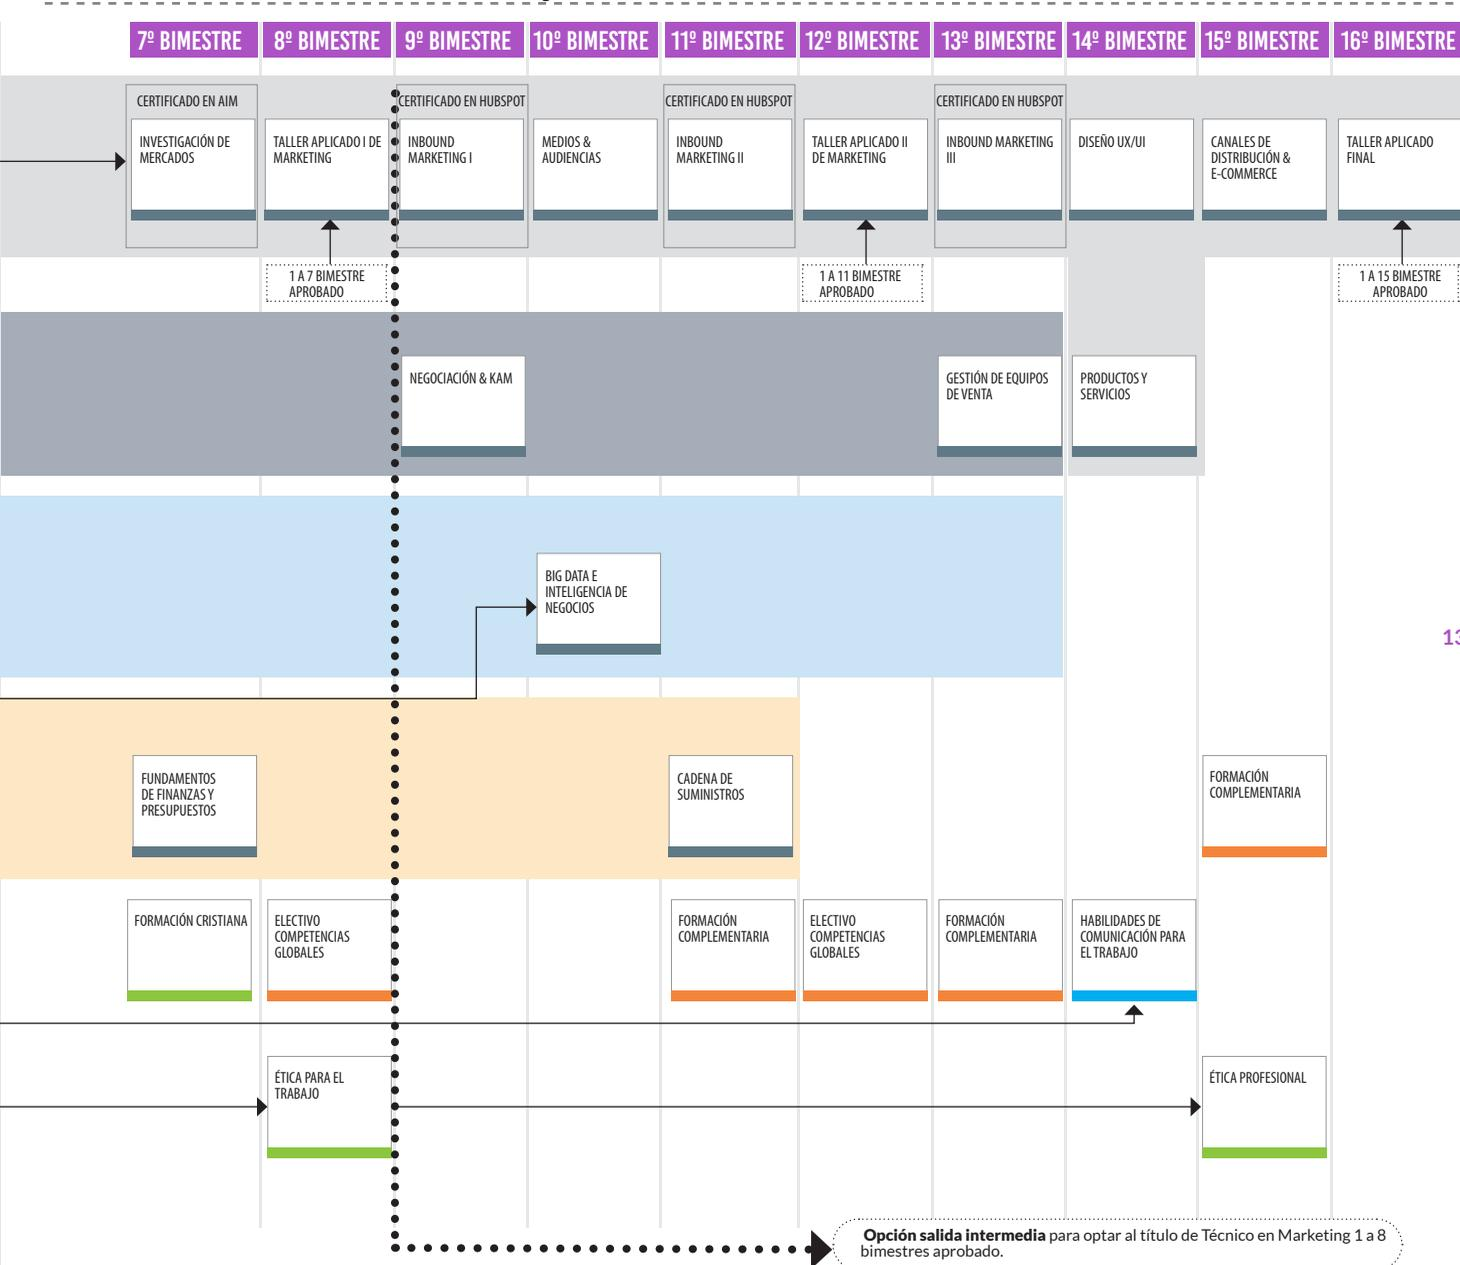 7º BIMESTRE
8º BIMESTRE
9º BIMESTRE
10º BIMESTRE
11º BIMESTRE
12º BIMESTRE
13º BIMESTRE
14º BIMESTRE
15º BIMESTRE
16º BIMESTRE
CERTIFICADO EN AIM
CERTIFICADO EN HUBSPOT
CERTIFICADO EN HUBSPOT
CERTIFICADO EN HUBSPOT
INVESTIGACIÓN DE
MERCADOS
TALLER APLICADO I DE
MARKETING
INBOUND
MARKETING I
MEDIOS &
AUDIENCIAS
INBOUND
MARKETING II
TALLER APLICADO II
DE MARKETING
INBOUND MARKETING
III
DISEÑO UX/UI
CANALES DE
DISTRIBUCIÓN &
E-COMMERCE
TALLER APLICADO
FINAL
1 A 7 BIMESTRE
APROBADO
1 A 11 BIMESTRE
APROBADO
1 A 15 BIMESTRE
APROBADO
NEGOCIACIÓN & KAM
GESTIÓN DE EQUIPOS
DE VENTA
PRODUCTOS Y
SERVICIOS
BIG DATA E
INTELIGENCIA DE
NEGOCIOS
13
FUNDAMENTOS
DE FINANZAS Y
PRESUPUESTOS
CADENA DE
SUMINISTROS
FORMACIÓN
COMPLEMENTARIA
FORMACIÓN CRISTIANA
ELECTIVO
COMPETENCIAS
GLOBALES
FORMACIÓN
COMPLEMENTARIA
ELECTIVO
COMPETENCIAS
GLOBALES
FORMACIÓN
COMPLEMENTARIA
HABILIDADES DE
COMUNICACIÓN PARA
EL TRABAJO
ÉTICA PARA EL
TRABAJO
ÉTICA PROFESIONAL
Opción salida intermedia para optar al título de Técnico en Marketing 1 a 8
bimestres aprobado.